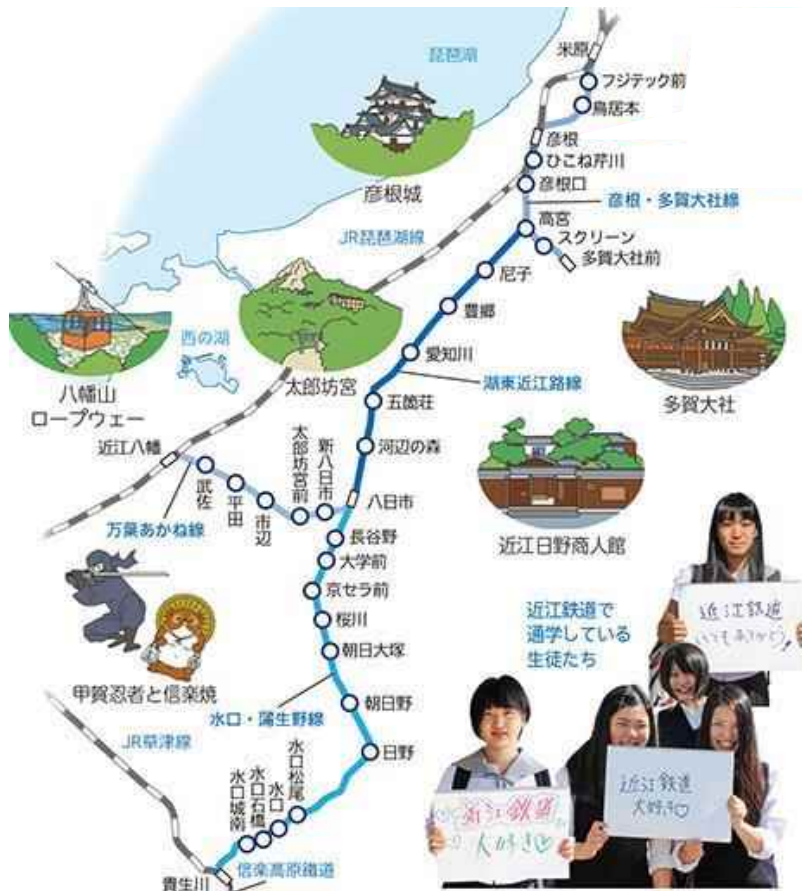 米原
琵琶湖
フジテック前
鳥居本
彦根
ひこね芹川
彦根口
彦根城
彦根・多賀大社線
高宮
JR琵琶湖線
スクリーン
多賀大社前
尼子
豊郷
西の湖
愛知川
八幡山
ロープウェー
太郎坊宮
湖東近江路線
多賀大社
五箇荘
近江八幡
河辺の森
武佐
平田
市辺
太郎坊宮前
新八日市
八日市
万葉あかね線
長谷野
近江日野商人館
大学前
京セラ前
桜川
近江鉄道で
通学している
生徒たち
近江鉄道
いつもありがとう!
朝日大塚
甲賀忍者と信楽焼
水口・蒲生野線
朝日野
JR草津線
日野
水口松尾
水口
水口石橋
水口城南
近江鉄道
大好き♡
近江鉄道
大好き♡
貴生川
信楽高原鐵道